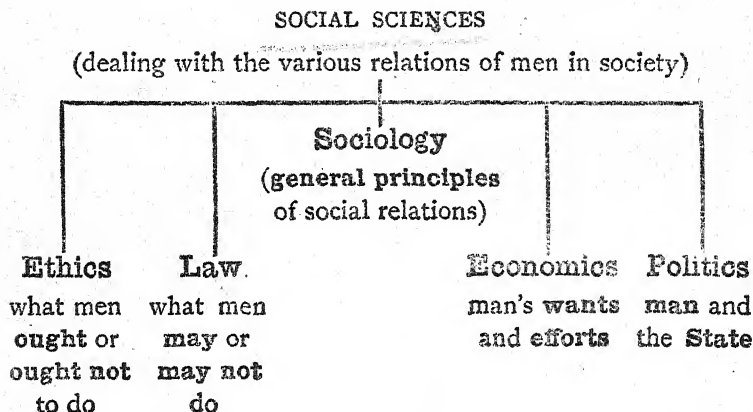 SOCIAL SCIENCES
(dealing with the various relations of men in society)
Sociology
(general principles
of social relations)
Ethics
what men
ought or
ought not
to do
Law.
what men
may or
may not
do
Economics
man's wants
and efforts
Politics
man and
the State